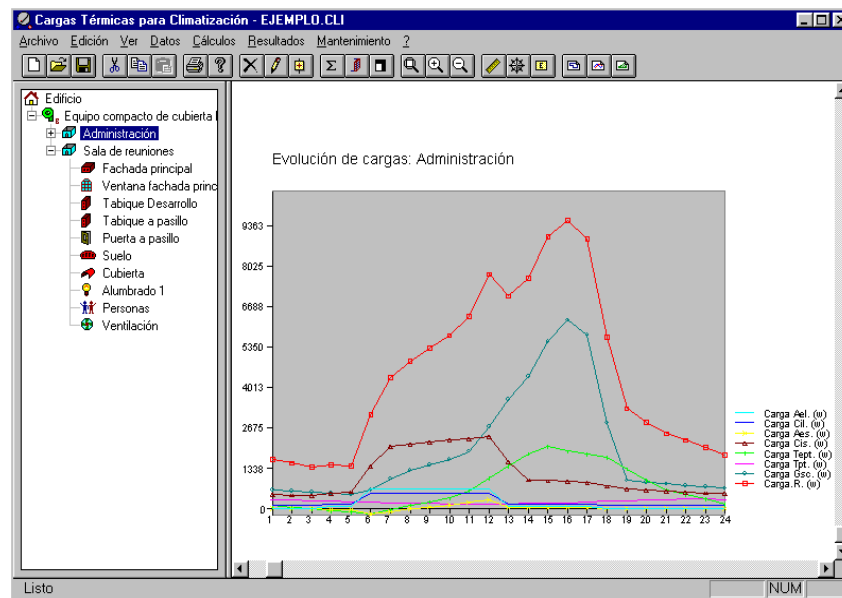 Cargas Térmicas para Climatización - EJEMPLO.CLI
Archivo Edición Ver Datos Cálculos Resultados Mantenimiento ?
Edificio
Equipo compacto de cubierta
Administración
Sala de reuniones
Fachada principal
Ventana fachada princ
Tabique Desarrollo
Tabique a pasillo
Puerta a pasillo
Suelo
Cubierta
Alumbrado 1
Personas
Ventilación
Evolución de cargas: Administración
9363
8025
6688
5350
4013
2675
1338
0
1 2 3 4 5 6 7 8 9 10 11 12 13 14 15 16 17 18 19 20 21 22 23 24
Carga Ael. (w)
Carga Cil. (w)
Carga Aes. (w)
Carga Cis. (w)
Carga Tept. (w)
Carga Tpt. (w)
Carga Gsc. (w)
Carga.R. (w)
Listo
NUM